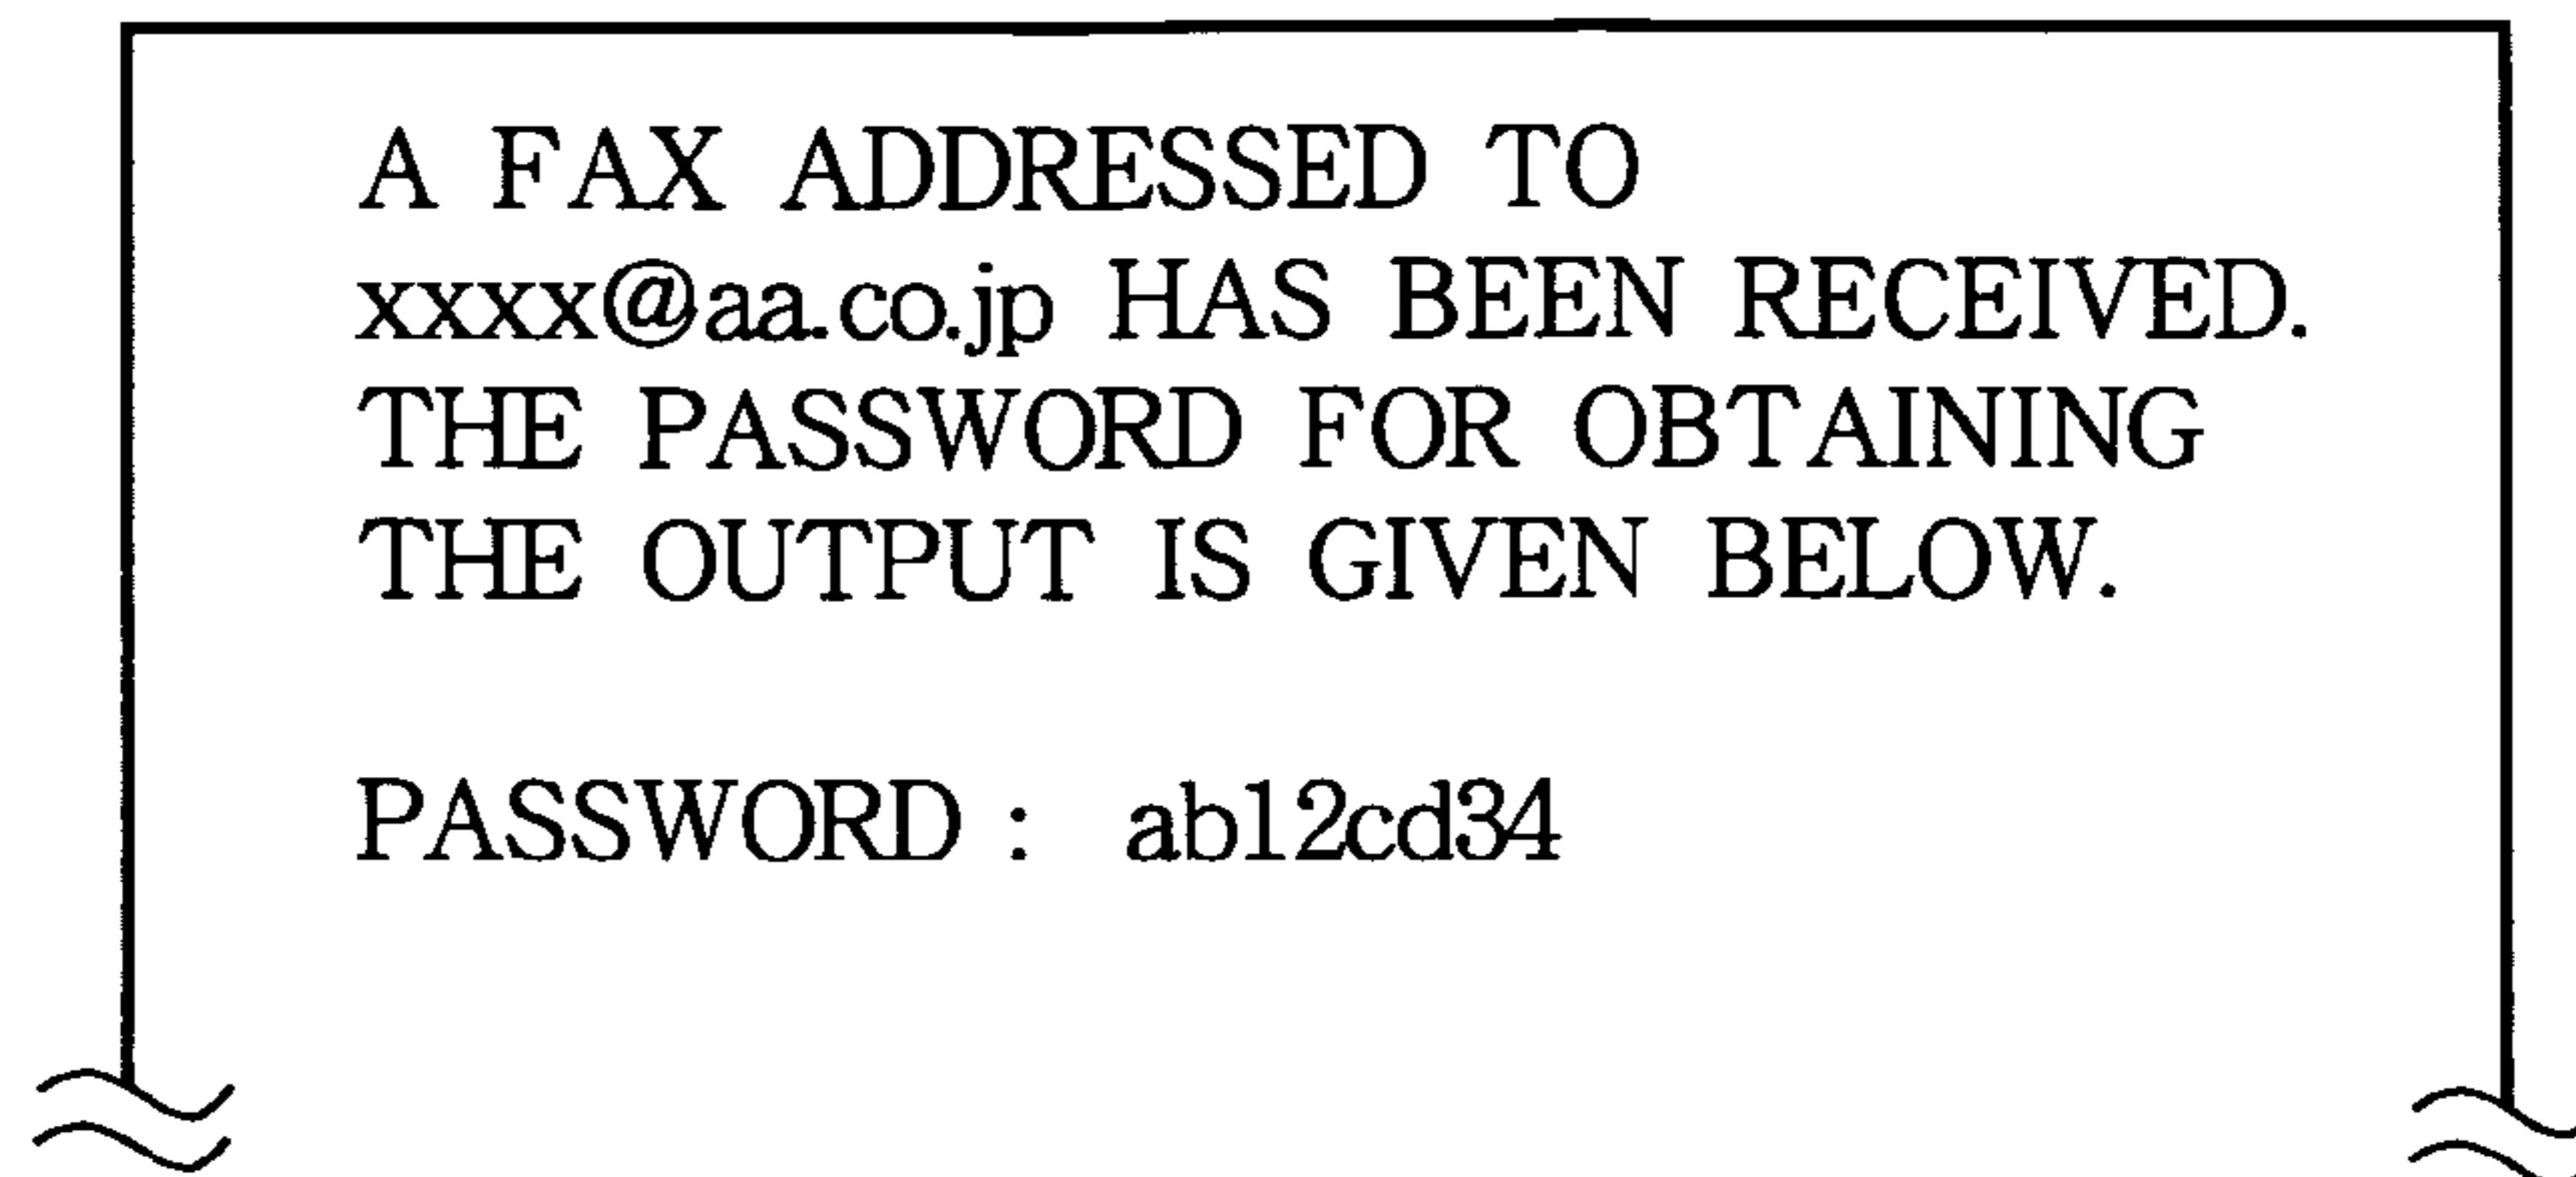 A FAX ADDRESSED TO
xxxx@aa.co.jp HAS BEEN RECEIVED.
THE PASSWORD FOR OBTAINING
THE OUTPUT IS GIVEN BELOW.
PASSWORD : ab12cd34